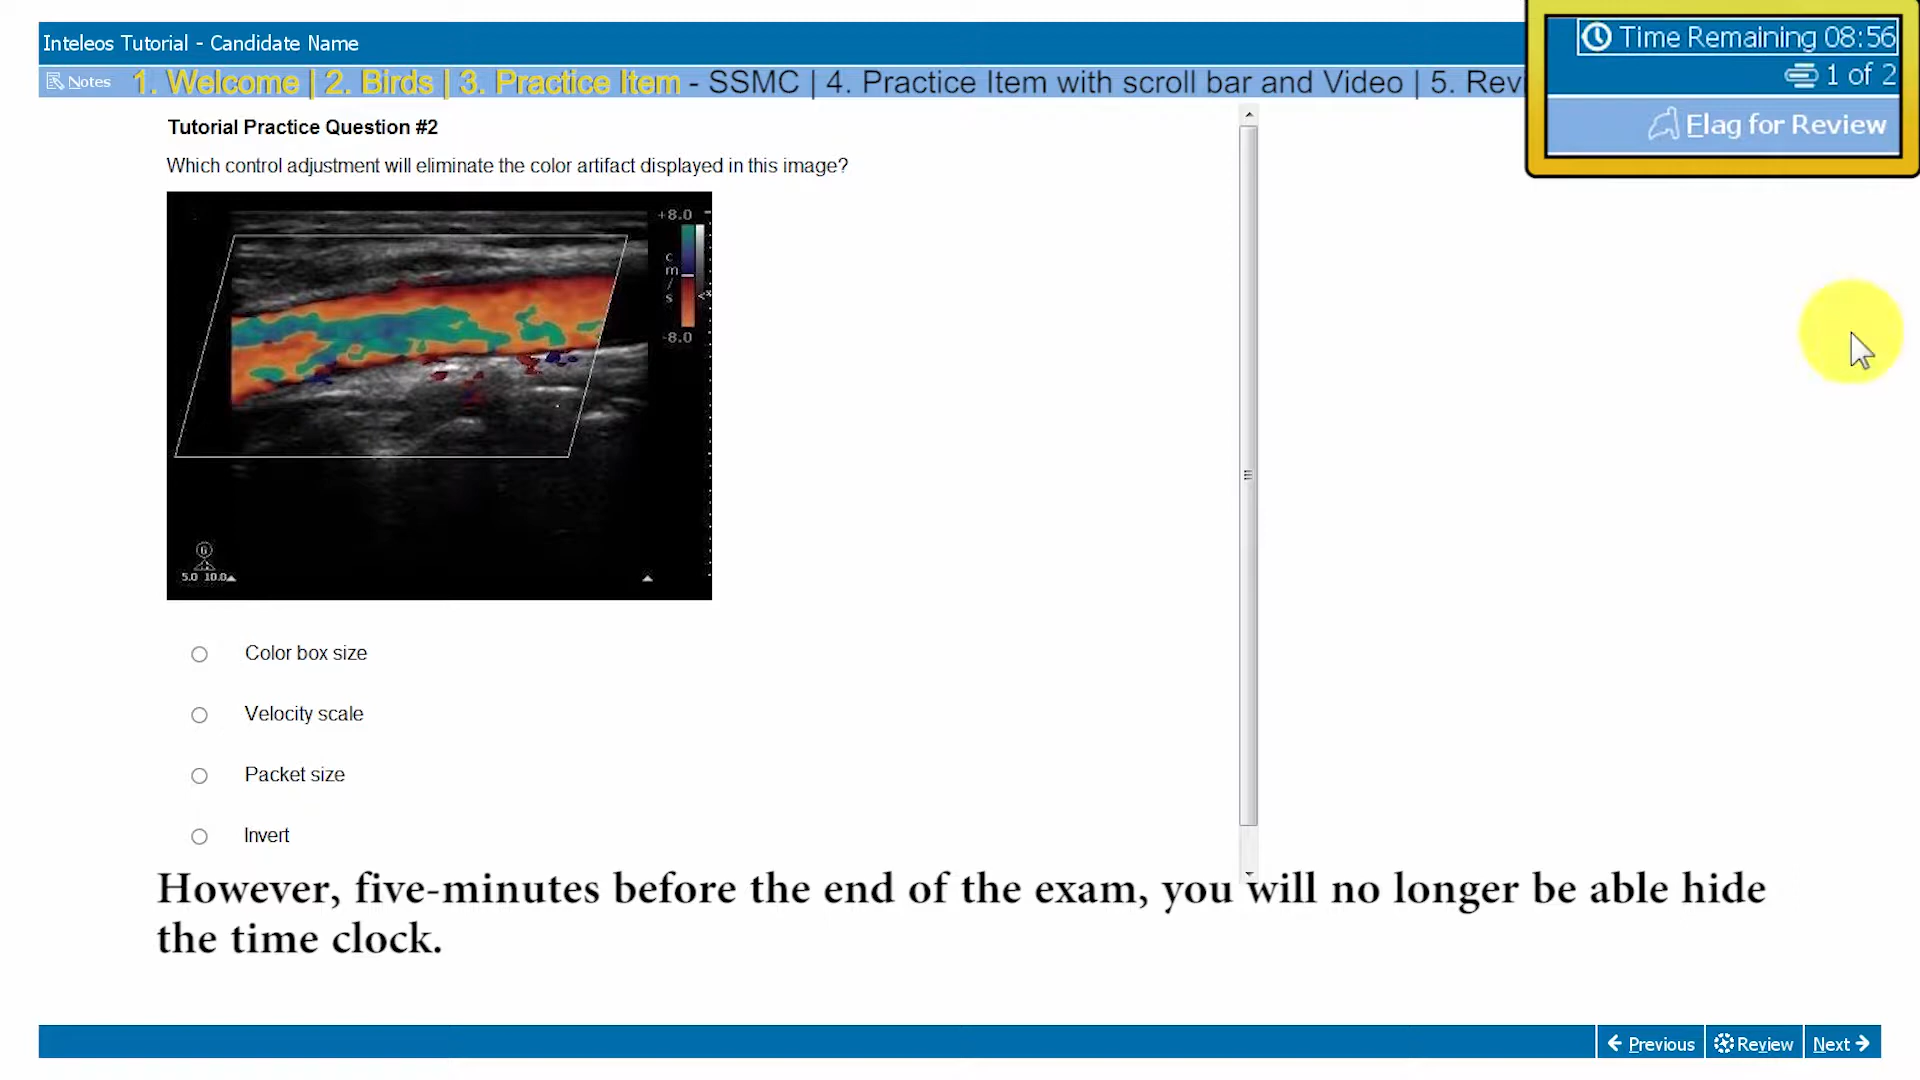 Inteleos Tutorial - Candidate Name
Time Remaining 08:56
1 of 2
Notes
1. Welcome | 2. Birds | 3. Practice Item - SSMC | 4. Practice Item with scroll bar and Video | 5. Rev
Flag for Review
Tutorial Practice Question #2
Which control adjustment will eliminate the color artifact displayed in this image?
+8.0
c
m
/
s
-8.0
G
5.0 10.0
Color box size
Velocity scale
Packet size
Invert
However, five-minutes before the end of the exam, you will no longer be able hide
the time clock.
Previous
Review
Next